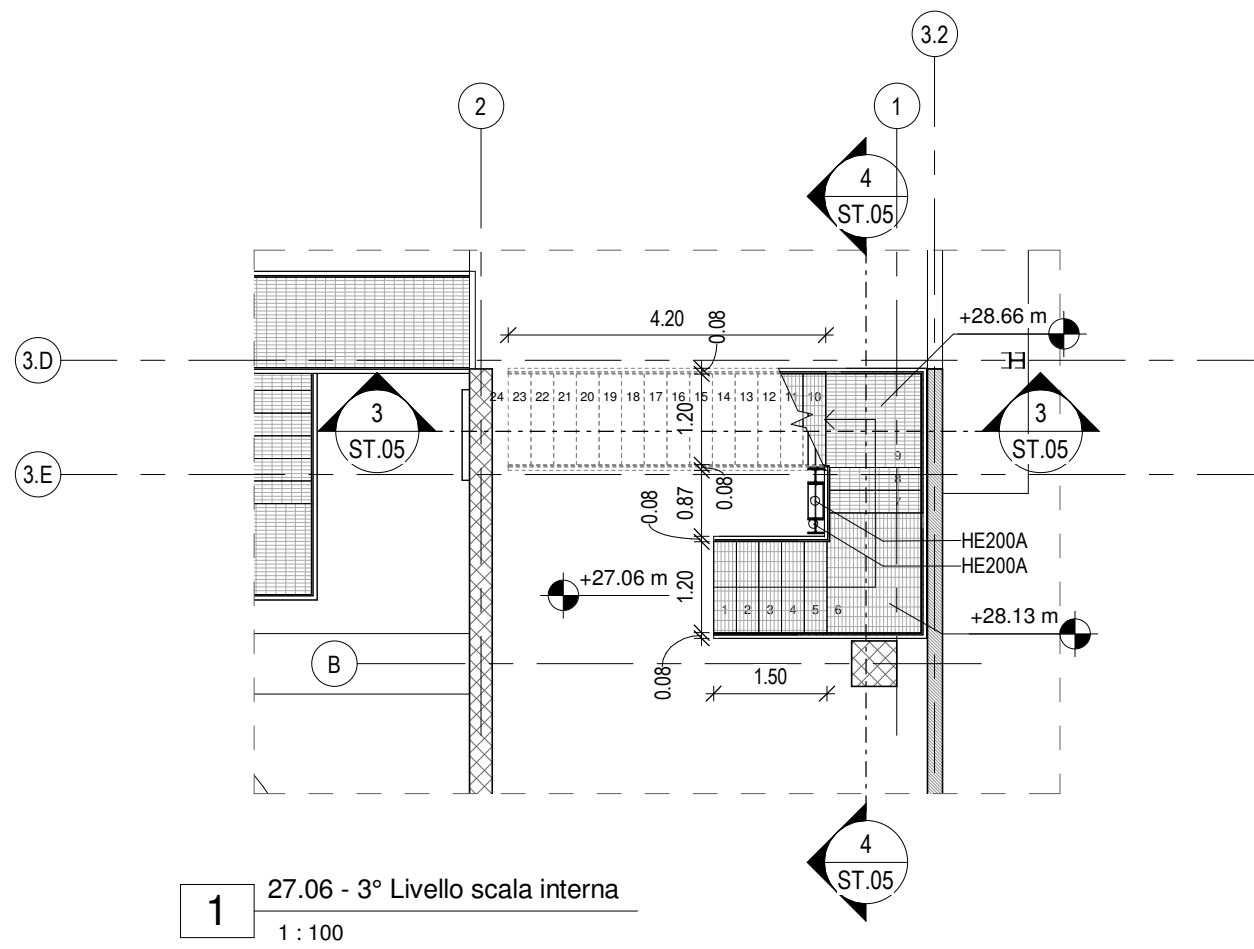 3.2
2
1
4
ST.05
+28.66 m
4.20
0.08
3.D
24 23 22 21 20 19 18 17 16 15 14 13 12 11 10
1.20
3
ST.05
3
ST.05
9
3.E
8
7
0.08
0.87
0.08
HE200A
HE200A
+27.06 m
1.20
1 2 3 4 5 6
+28.13 m
B
0.08
1.50
4
ST.05
1
27.06 - 3° Livello scala interna
1 : 100